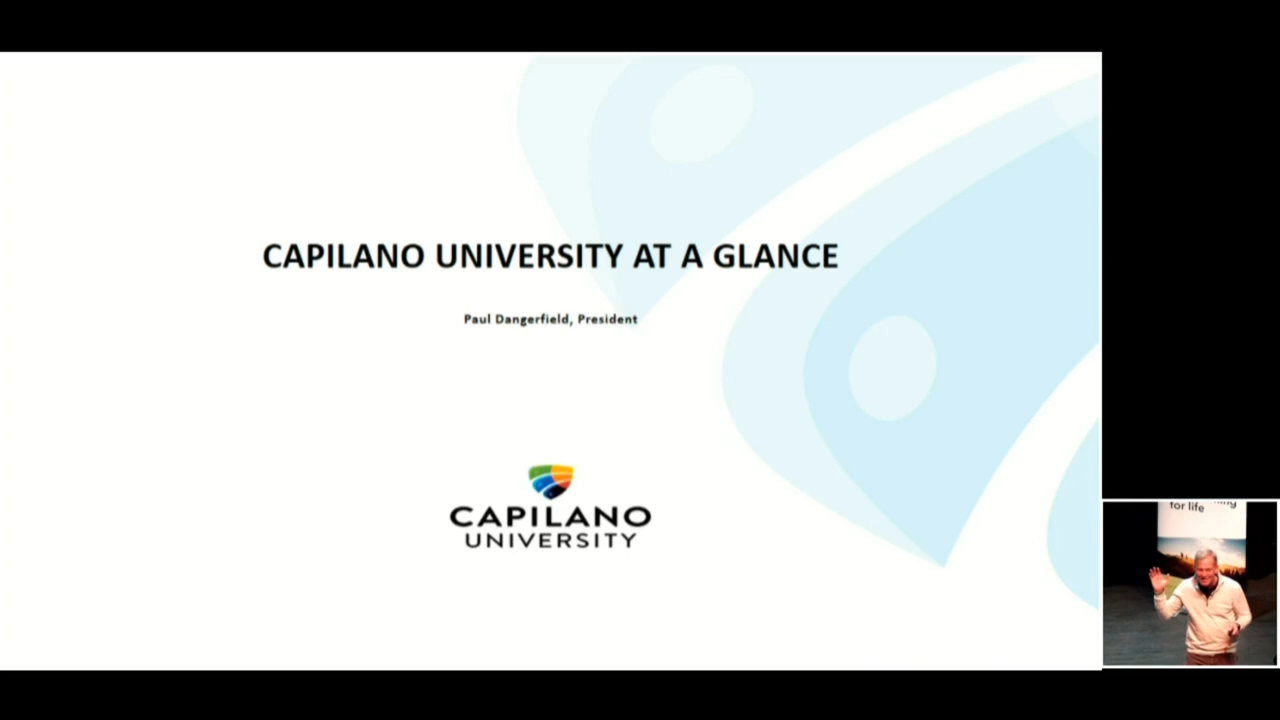 CAPILANO UNIVERSITY AT A GLANCE
Paul Dangerfield, President
CAPILANO
UNIVERSITY
for life